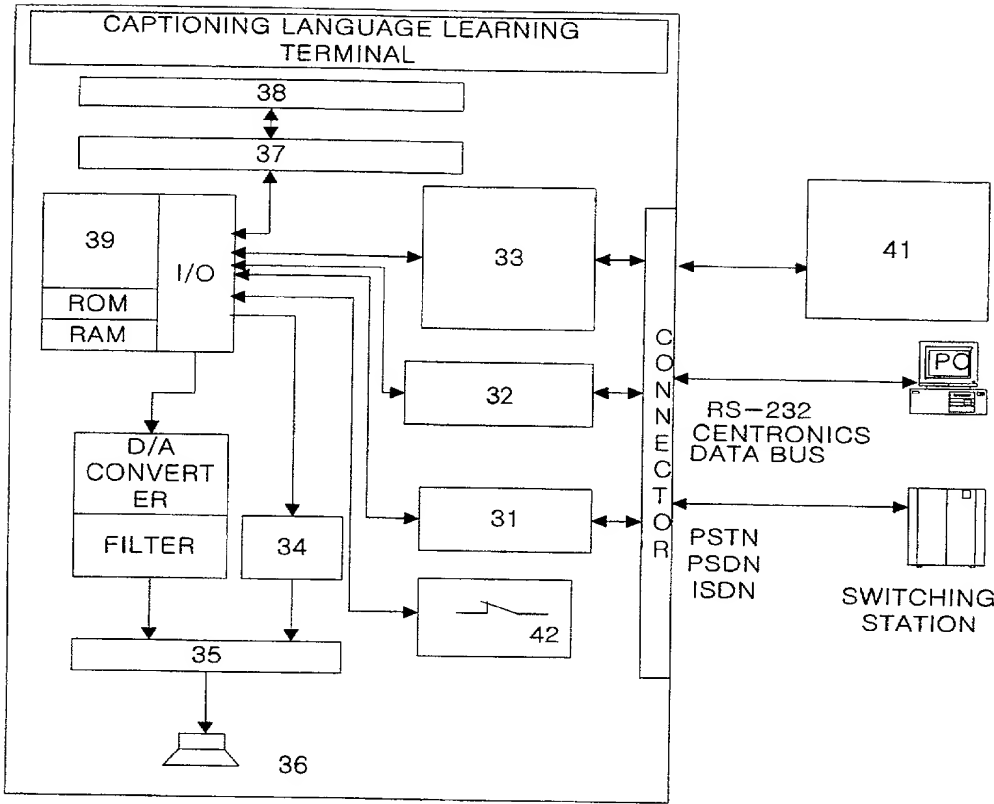 CAPTIONING LANGUAGE LEARNING
TERMINAL
38
37
39
I/O
ROM
RAM
33
41
32
31
CONNECTOR
PC
RS-232
CENTRONICS
DATA BUS
D/A
CONVERT
ER
FILTER
34
PSTN
PSDN
ISDN
SWITCHING
STATION
42
35
36